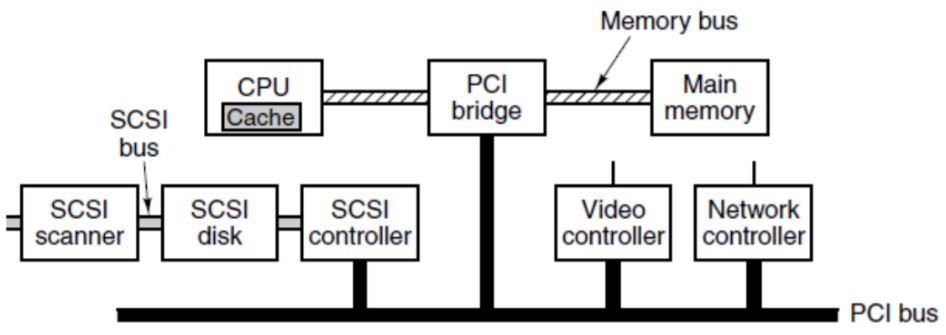 Memory bus
CPU
Cache
PCI
bridge
Main
memory
SCSI
bus
SCSI
scanner
SCSI
disk
SCSI
controller
Video
controller
Network
controller
PCI bus